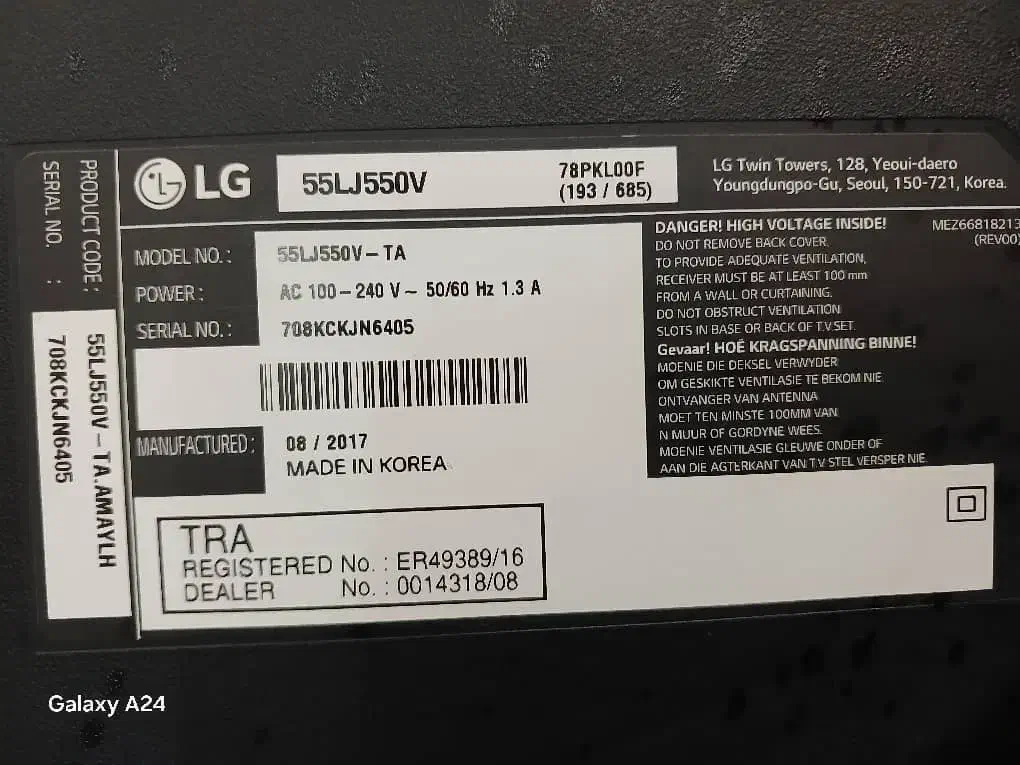 LG
55LJ550V
78PKL00F
(193 / 685)
LG Twin Towers, 128, Yeoui-daero
Youngdungpo-Gu, Seoul, 150-721, Korea.
PRODUCT CODE :
SERIAL NO. :
55LJ550V-TA.AMAYLH
708KCKJN6405
MODEL NO. : 55LJ550V-TA
POWER : AC 100-240 V~ 50/60 Hz 1.3 A
SERIAL NO. : 708KCKJN6405
MANUFACTURED : 08 / 2017
MADE IN KOREA
DANGER! HIGH VOLTAGE INSIDE!
DO NOT REMOVE BACK COVER.
TO PROVIDE ADEQUATE VENTILATION,
RECEIVER MUST BE AT LEAST 100 mm
FROM A WALL OR CURTAINING.
DO NOT OBSTRUCT VENTILATION
SLOTS IN BASE OR BACK OF T.V.SET.
Gevaar! HOË KRAGSPANNING BINNE!
MOENIE DIE DEKSEL VERWYDER
OM GESKIKTE VENTILASIE TE BEKOM NIE.
ONTVANGER VAN ANTENNA
MOET TEN MINSTE 100MM VAN
N MUUR OF GORDYNE WEES.
MOENIE VENTILASIE GLEUWE ONDER OF
AAN DIE AGTERKANT VAN T.V STEL VERSPER NIE.
MEZ66818213
(REV00)
TRA
REGISTERED No. : ER49389/16
DEALER No. : 0014318/08
Galaxy A24